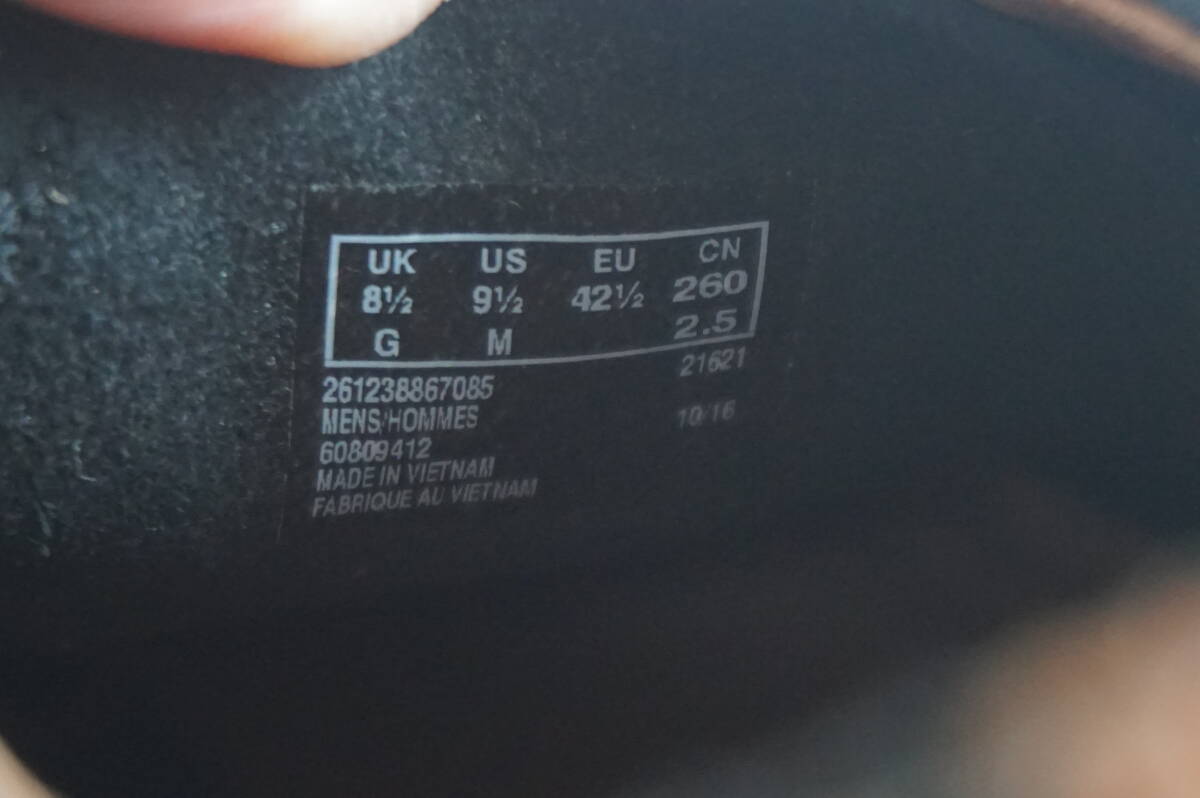 UK US EU CN
8½ 9½ 42½ 260
G M 2.5
261238867085 21621
MENS/HOMMES 10/16
60809412
MADE IN VIETNAM
FABRIQUE AU VIETNAM